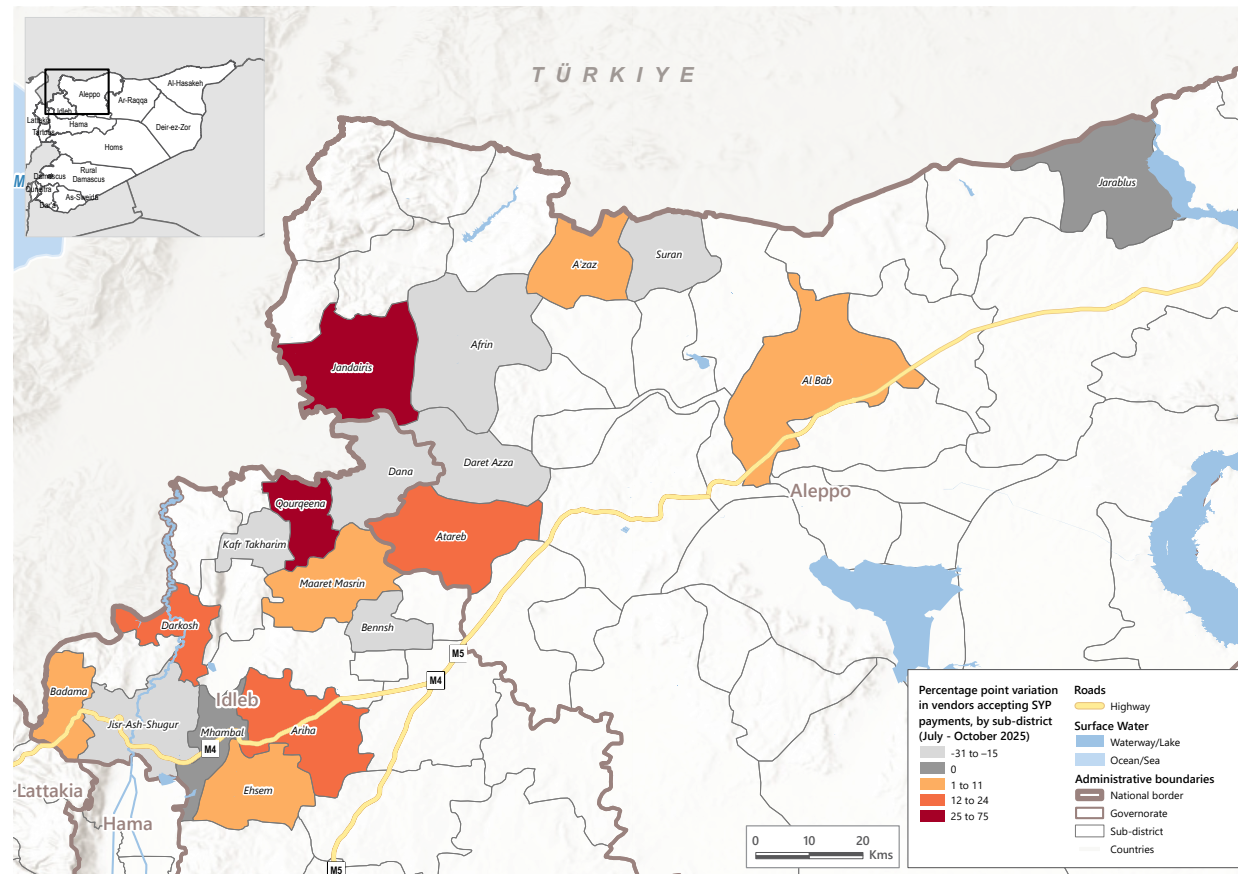 TÜRKIYE
Al-Hasakeh
Aleppo
Ar-Raqqa
Idleb
Lattakia
Hama
Deir-ez-Zor
Tartous
Homs
Rural
Damascus
Damascus
M
Quneitra
As-Sweida
Dar'a
Jarablus
A'zaz
Suran
Afrin
Jandairis
Al Bab
Dana
Daret Azza
Qourqeena
Aleppo
Atareb
Kafr Takharim
Maaret Masrin
Darkosh
Bennsh
M5
M4
Badama
Idleb
Jisr-Ash-Shugur
Mhambal
Ariha
M4
Ehsem
Lattakia
Hama
M5
0 10 20
Kms
Percentage point variation
in vendors accepting SYP
payments, by sub-district
(July - October 2025)
-31 to –15
0
1 to 11
12 to 24
25 to 75
Roads
Highway
Surface Water
Waterway/Lake
Ocean/Sea
Administrative boundaries
National border
Governorate
Sub-district
Countries